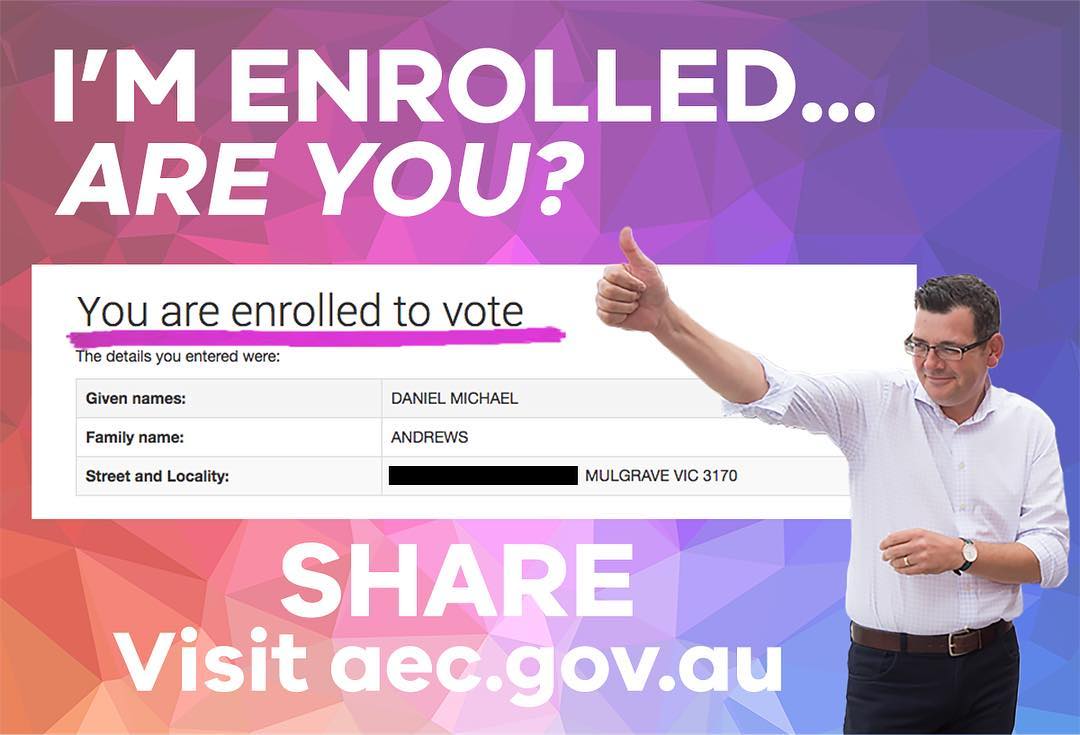 I'M ENROLLED...
ARE YOU?
You are enrolled to vote
The details you entered were:
Given names: DANIEL MICHAEL
Family name: ANDREWS
Street and Locality: MULGRAVE VIC 3170
SHARE
Visit aec.gov.au